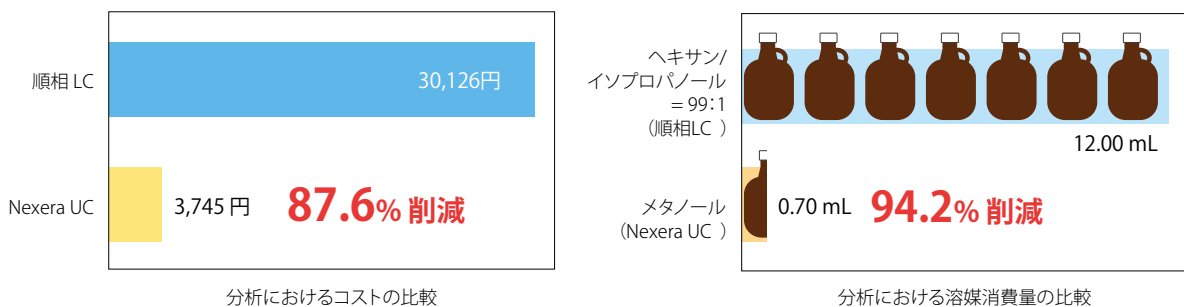 順相 LC
30,126円
Nexera UC
3,745 円
87.6% 削減
分析におけるコストの比較
ヘキサン/
イソプロパノール
= 99：1
（順相LC ）
12.00 mL
メタノール
（Nexera UC ）
0.70 mL
94.2% 削減
分析における溶媒消費量の比較